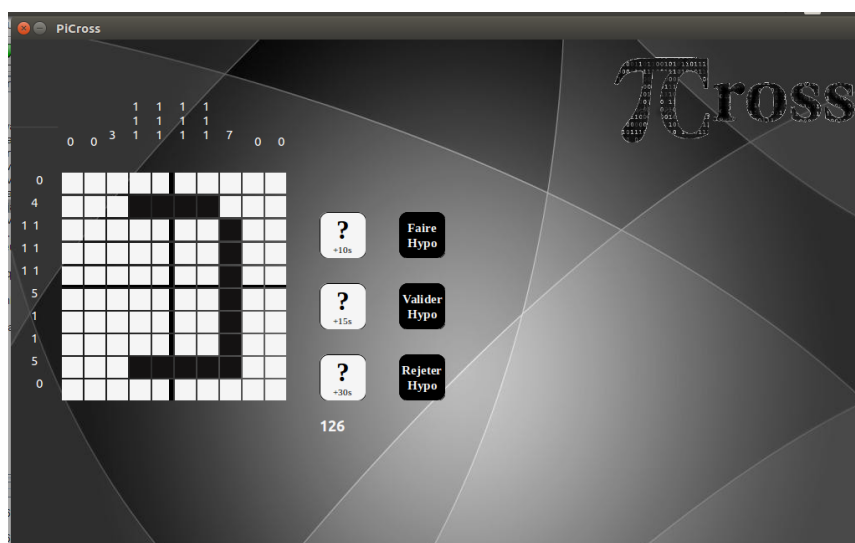 PiCross
πross
1 1 1 1
1 1 1 1
0 0 3 1 1 1 1 7 0 0
0
4
1 1
1 1
1 1
5
1
1
5
0
?
+10s
Faire
Hypo
?
+15s
Valider
Hypo
?
+30s
Rejeter
Hypo
126